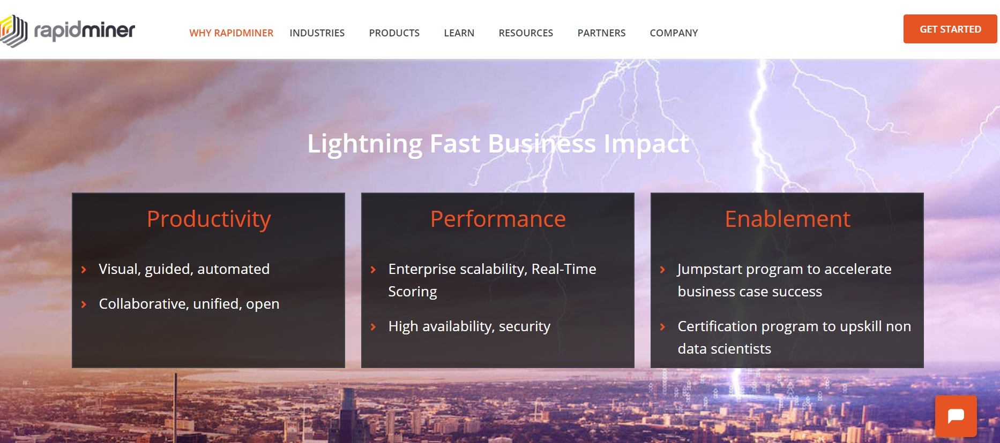 rapidminer
WHY RAPIDMINER INDUSTRIES PRODUCTS LEARN RESOURCES PARTNERS COMPANY
GET STARTED
Lightning Fast Business Impact
Productivity
Visual, guided, automated
Collaborative, unified, open
Performance
Enterprise scalability, Real-Time
Scoring
High availability, security
Enablement
Jumpstart program to accelerate
business case success
Certification program to upskill non
data scientists